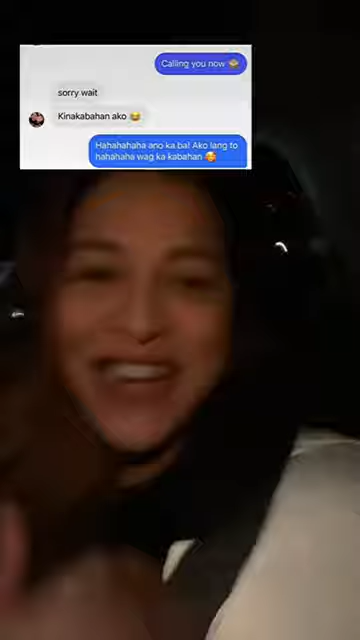 Calling you now 🙈
sorry wait
Kinakabahan ako 😂
Hahahahaha ano ka ba! Ako lang to
hahahaha wag ka kabahan 🥰